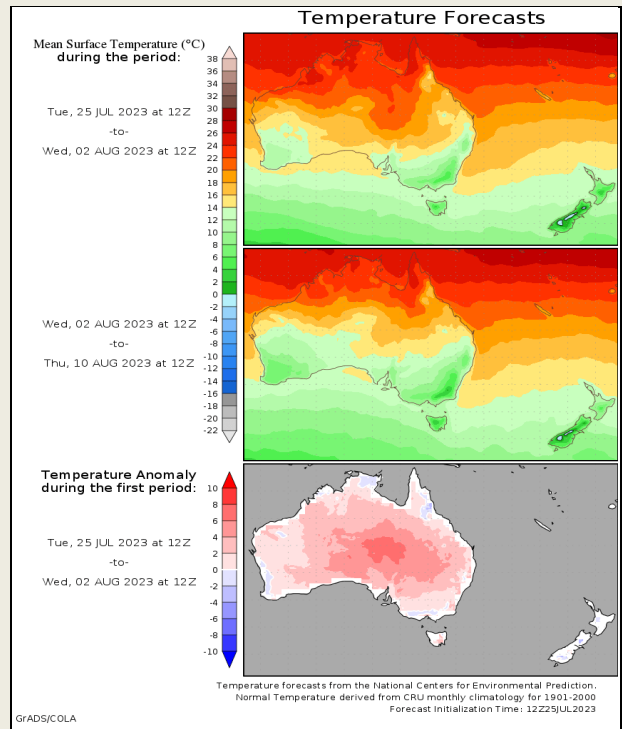 Temperature Forecasts
Mean Surface Temperature (°C)
during the period:
38
36
34
32
30
28
26
24
22
20
18
16
14
12
10
8
6
4
2
0
-2
-4
-6
-8
-10
-12
-14
-16
-17
-18
-20
-22
Tue, 25 JUL 2023 at 12Z
-to-
Wed, 02 AUG 2023 at 12Z
Wed, 02 AUG 2023 at 12Z
-to-
Thu, 10 AUG 2023 at 12Z
Temperature Anomaly
during the first period:
10
8
6
4
2
0
-2
-4
-6
-8
-10
Tue, 25 JUL 2023 at 12Z
-to-
Wed, 02 AUG 2023 at 12Z
Temperature forecasts from the National Centers for Environmental Prediction.
Normal Temperature derived from CRU monthly climatology for 1901-2000
Forecast Initialization Time: 12Z25JUL2023
GrADS/COLA